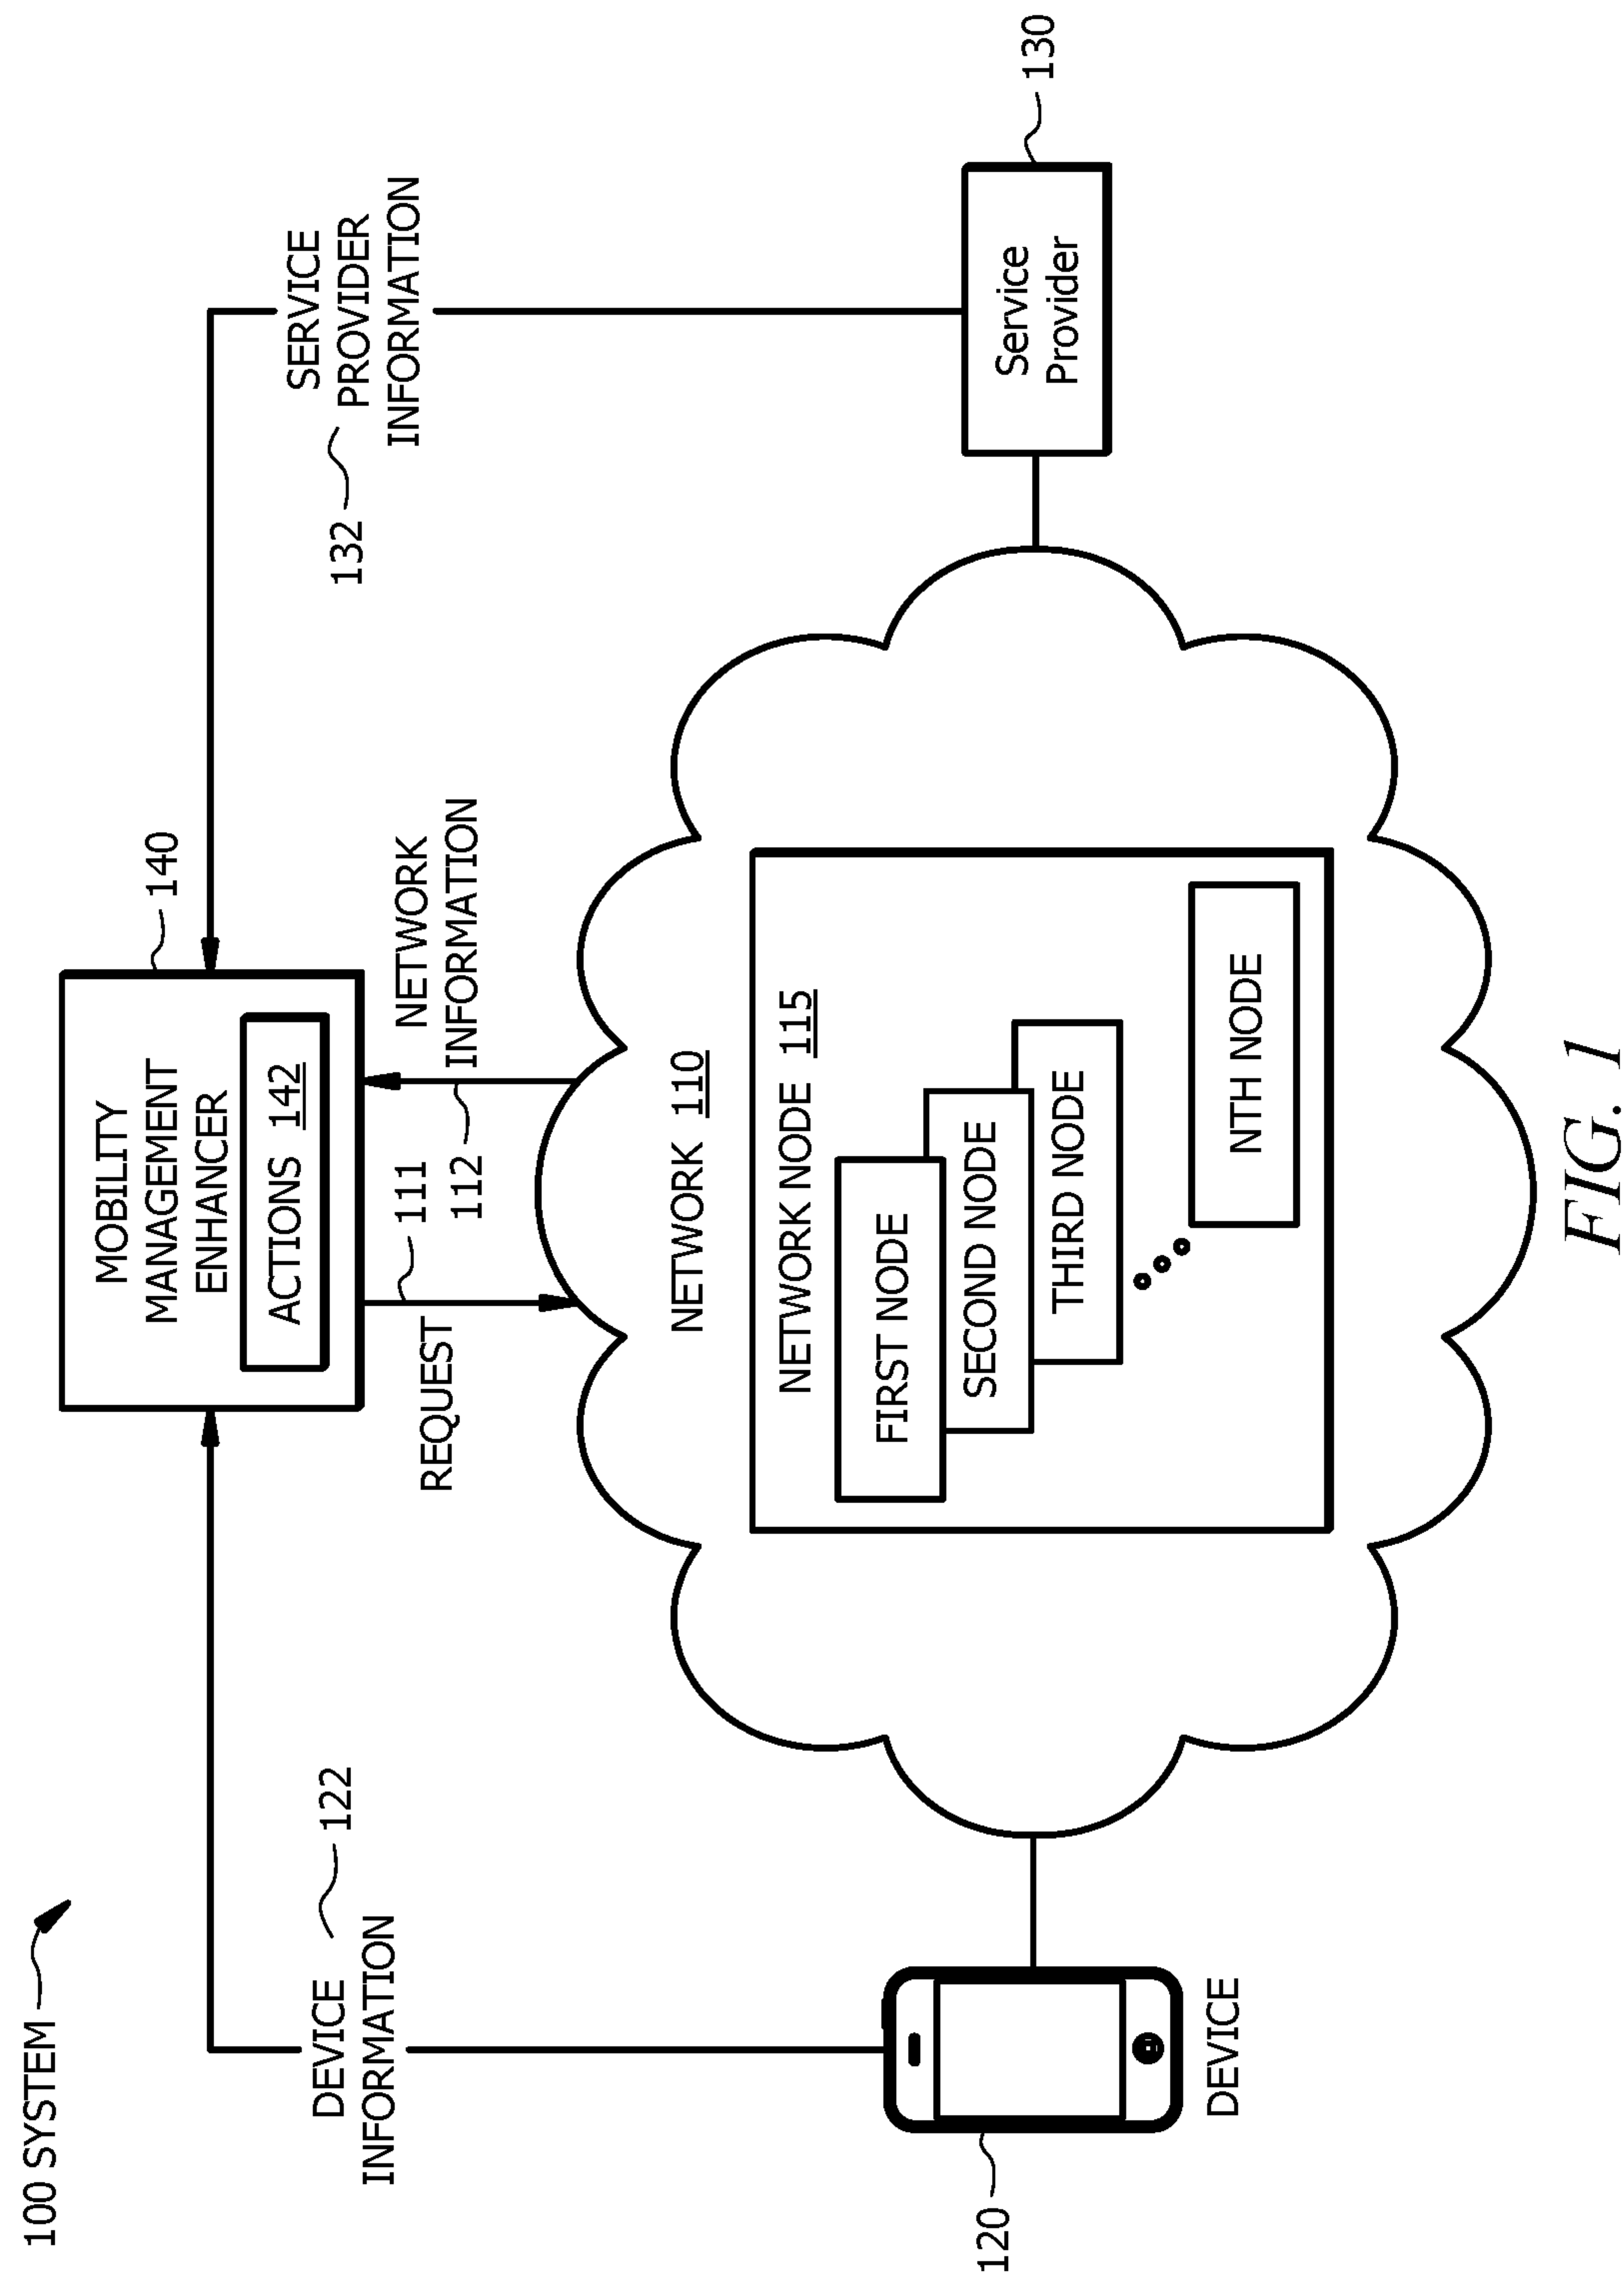 100 SYSTEM
MOBILITY
MANAGEMENT
ENHANCER
ACTIONS 142
140
DEVICE
INFORMATION
122
REQUEST
111
112
NETWORK
INFORMATION
132
SERVICE
PROVIDER
INFORMATION
NETWORK 110
NETWORK NODE 115
FIRST NODE
SECOND NODE
THIRD NODE
NTH NODE
120
DEVICE
Service
Provider
130
FIG. 1